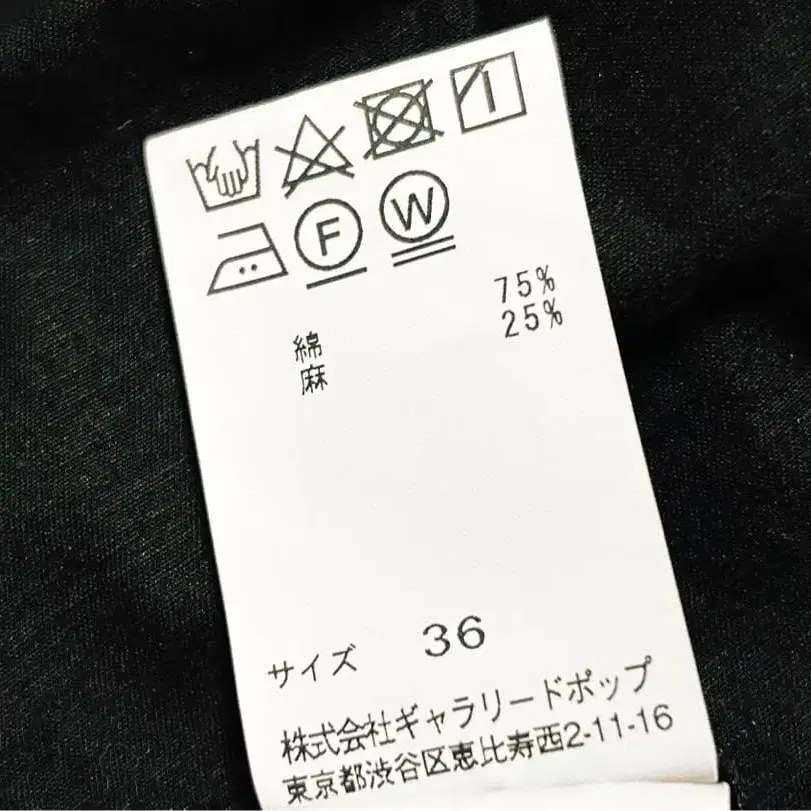 F W
綿 75%
麻 25%
サイズ 36
株式会社ギャラリードポップ
東京都渋谷区恵比寿西2-11-16